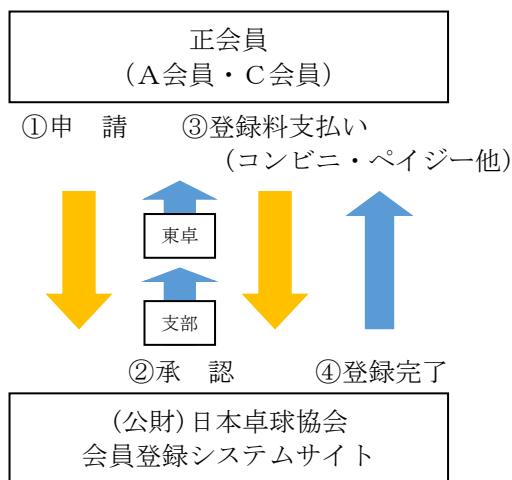 正会員
（Ａ会員・Ｃ会員）
①申　請　　③登録料支払い
（コンビニ・ペイジー他）
東卓
支部
②承　認　　④登録完了
(公財)日本卓球協会
会員登録システムサイト